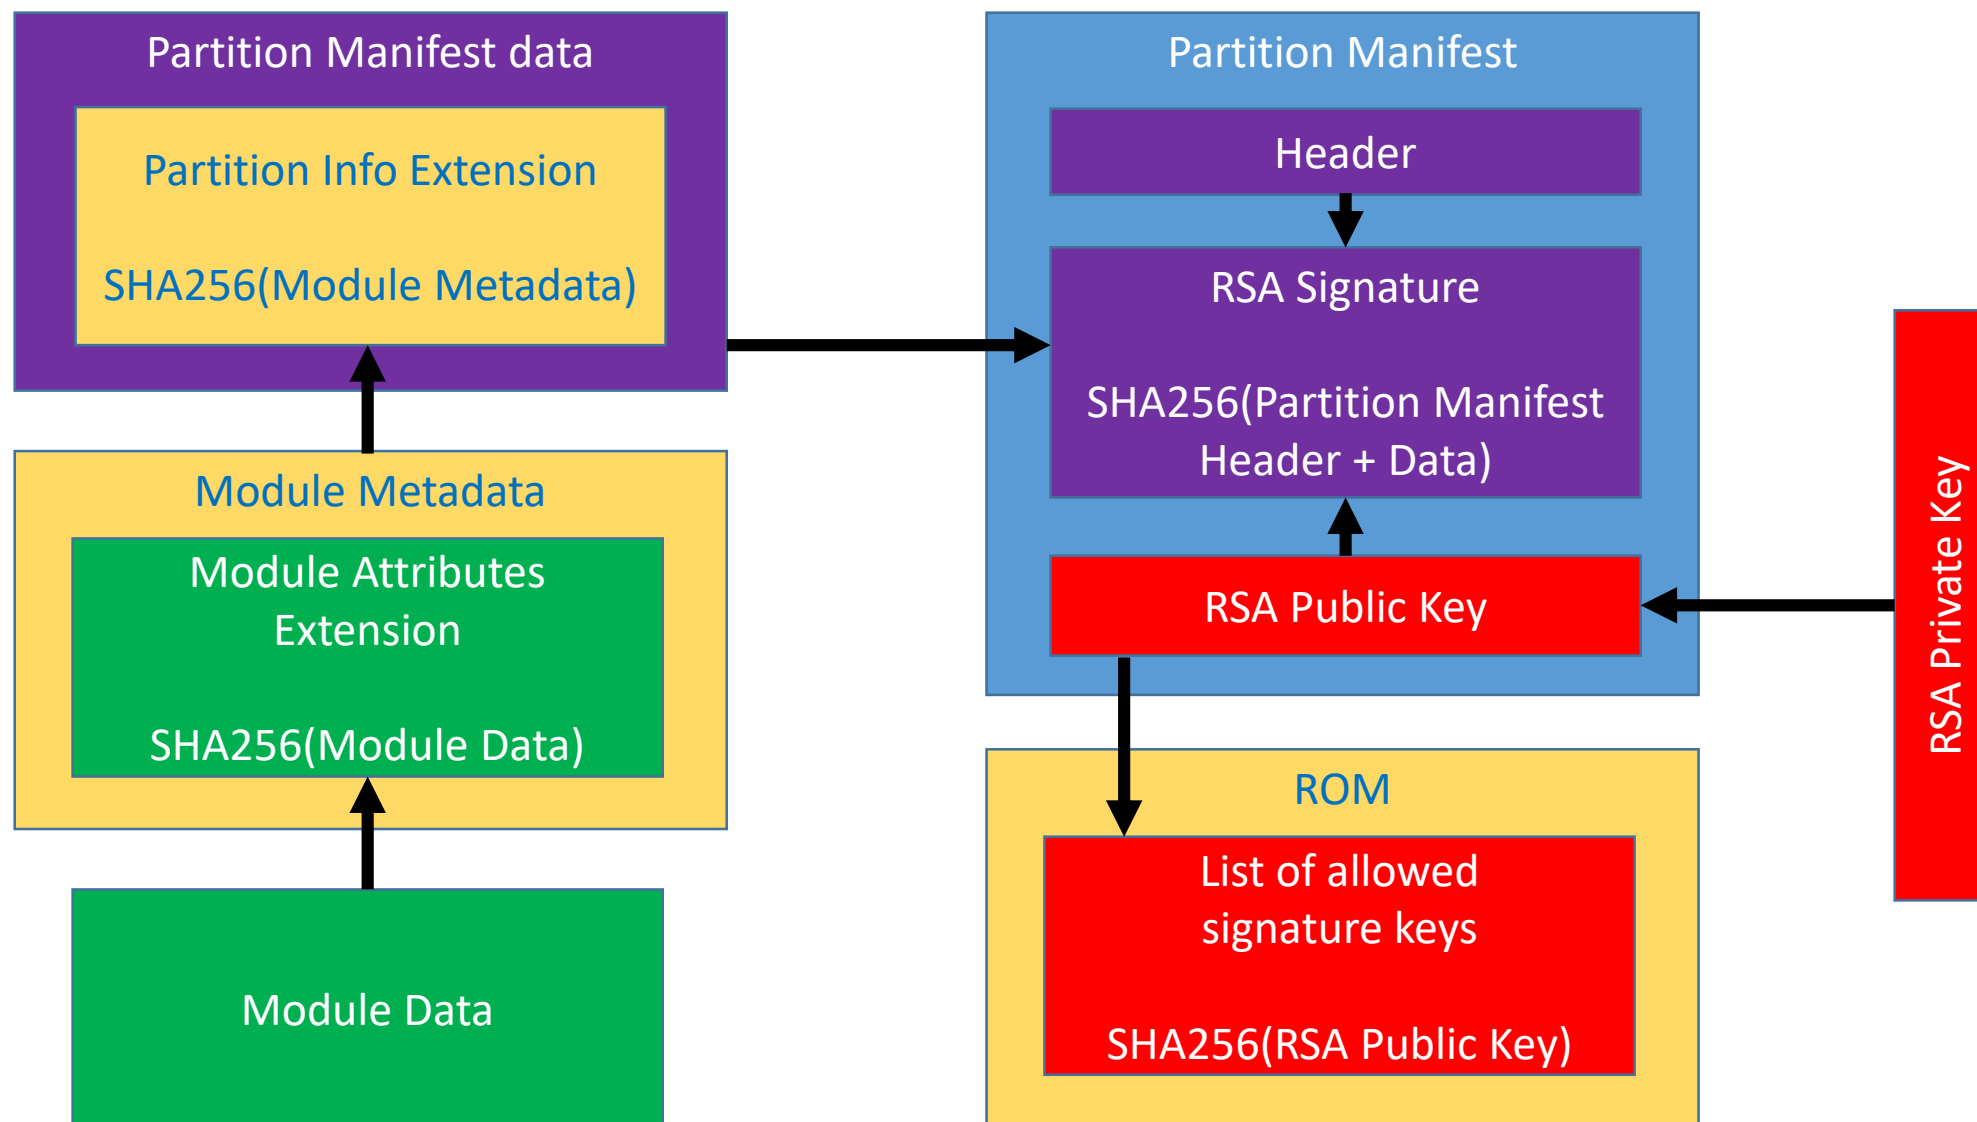 Partition Manifest data
Partition Info Extension
SHA256(Module Metadata)
Module Metadata
Module Attributes
Extension
SHA256(Module Data)
Module Data
Partition Manifest
Header
RSA Signature
SHA256(Partition Manifest
Header + Data)
RSA Public Key
ROM
List of allowed
signature keys
SHA256(RSA Public Key)
RSA Private Key